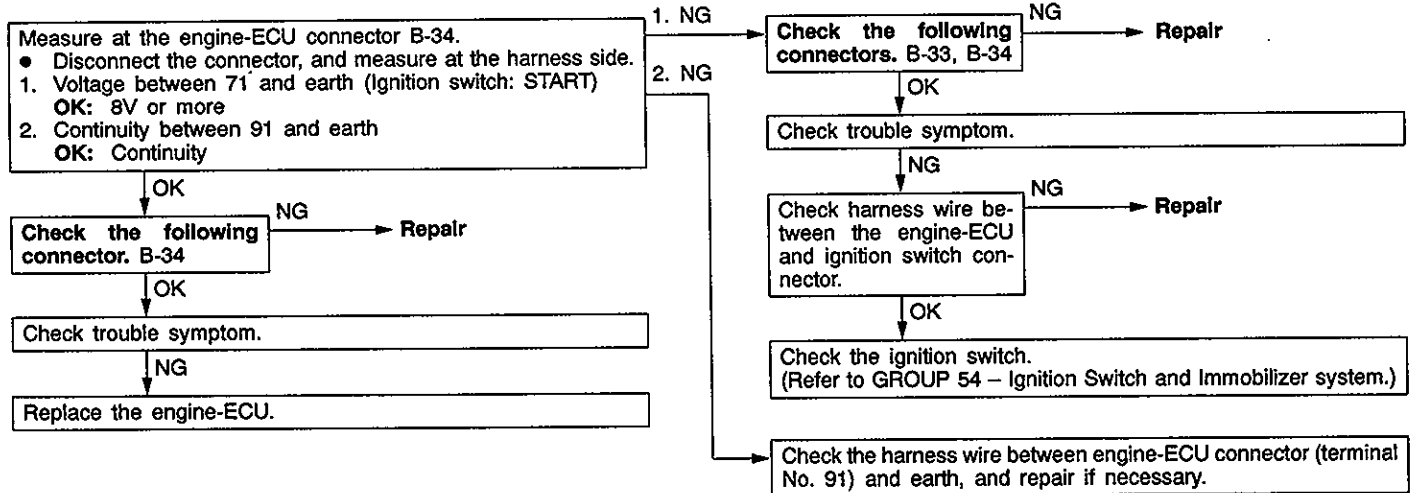 Measure at the engine-ECU connector B-34.
● Disconnect the connector, and measure at the harness side.
1. Voltage between 71 and earth (Ignition switch: START)
OK: 8V or more
2. Continuity between 91 and earth
OK: Continuity
OK
Check the following
connector. B-34
NG
Repair
OK
Check trouble symptom.
NG
Replace the engine-ECU.
1. NG
Check the following
connectors. B-33, B-34
NG
Repair
OK
Check trouble symptom.
NG
Check harness wire be-
tween the engine-ECU
and ignition switch con-
nector.
NG
Repair
OK
Check the ignition switch.
(Refer to GROUP 54 – Ignition Switch and Immobilizer system.)
2. NG
Check the harness wire between engine-ECU connector (terminal
No. 91) and earth, and repair if necessary.